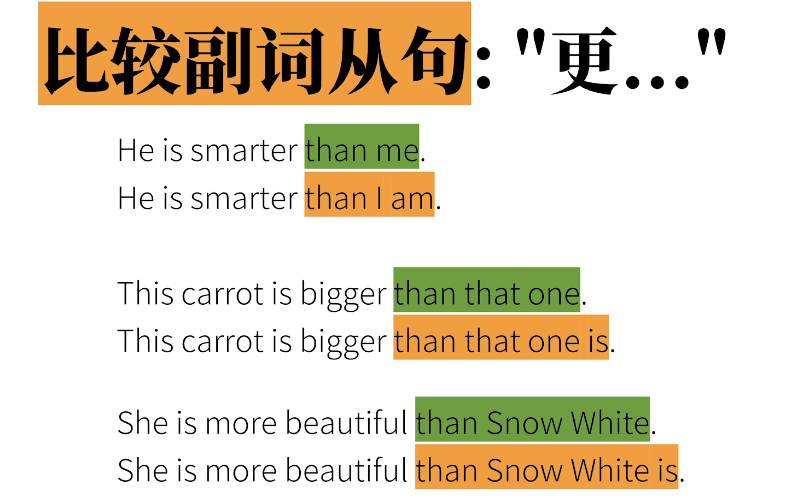 比较副词从句: "更..."
He is smarter than me.
He is smarter than I am.
This carrot is bigger than that one.
This carrot is bigger than that one is.
She is more beautiful than Snow White.
She is more beautiful than Snow White is.